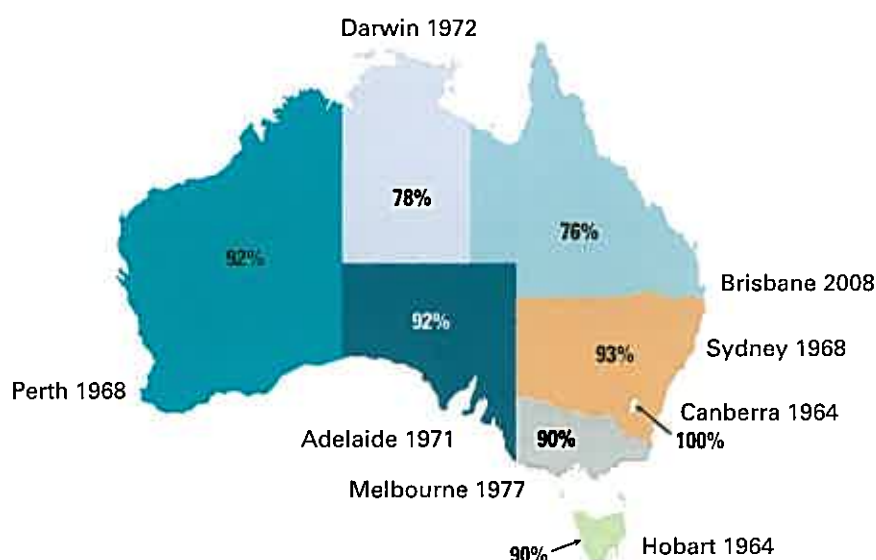 Darwin 1972
78%
76%
92%
Brisbane 2008
92%
93%
Sydney 1968
Perth 1968
Canberra 1964
100%
Adelaide 1971
90%
Melbourne 1977
90%
Hobart 1964